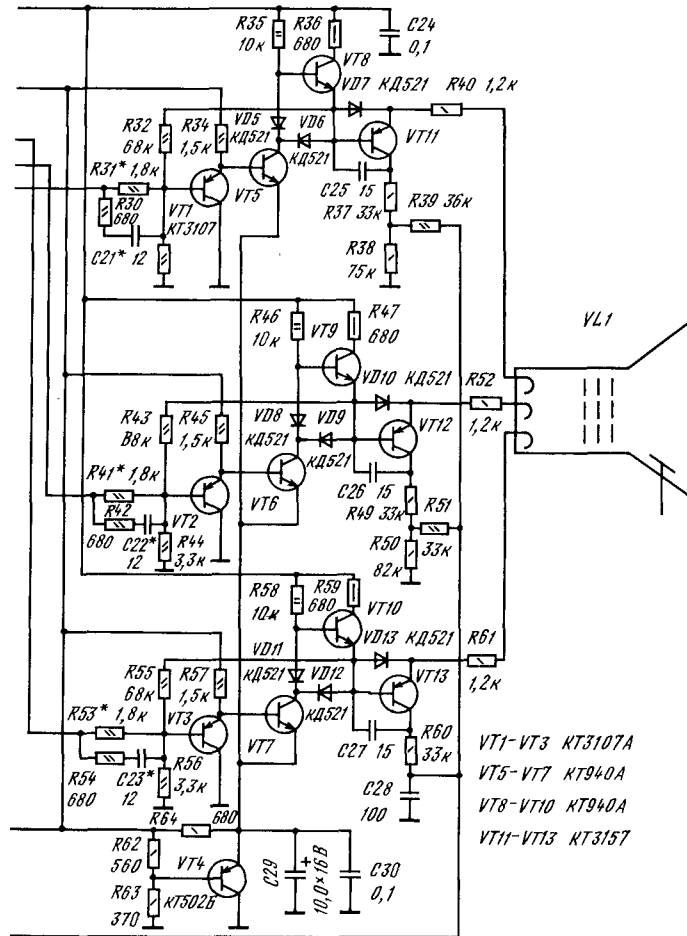 R35
10к
R36
680
C24
0,1
VT8
VD7 КД521
R40 1,2к
R32
68к
R34
1,5к
VD5
КД521
VD6
КД521
VT11
R31* 1,8к
R30
680
VT1
КТ3107
VT5
C25 15
R37 33к
R39 36к
C21* 12
R38
75к
R46
10к
VT9
R47
680
VL1
VD10 КД521
R52
1,2к
R43
В8к
R45
1,5к
VD8
КД521
VD9
КД521
VT12
R41* 1,8к
R42
680
C22*
12
VT2
R44
3,3к
VT6
C26 15
R49 33к
R51
33к
R50
82к
R58
10к
R59
680
VT10
VD13 КД521
R61
1,2к
R55
68к
R57
1,5к
VD11
КД521
VD12
КД521
VT13
R53* 1,8к
VT3
R54
680
C23*
12
R56
3,3к
VT7
C27 15
R60
33к
C28
100
VT1-VT3 КТ3107А
VT5-VT7 КТ940А
VT8-VT10 КТ940А
VT11-VT13 КТ3157
R64
680
R62
560
VT4
КТ502Б
R63
370
C29
10,0×16 В
+
C30
0,1